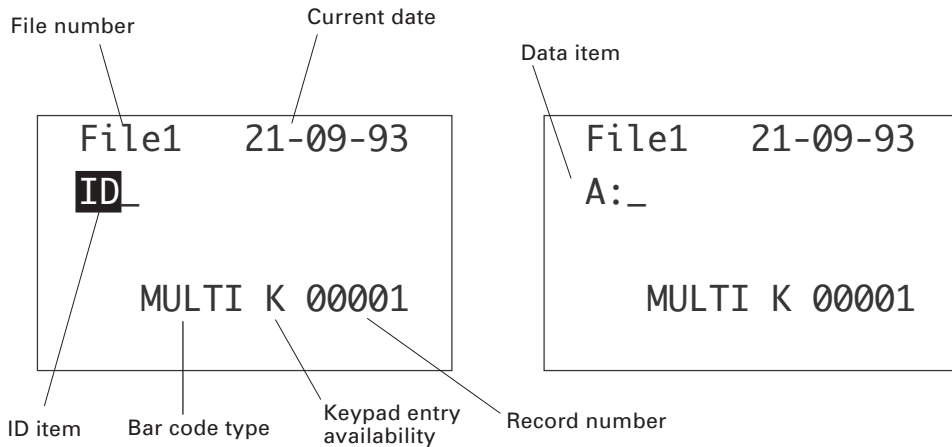 File number
Current date
Data item
File1 21-09-93
ID_
MULTI K 00001
File1 21-09-93
A:_
MULTI K 00001
ID item
Bar code type
Keypad entry
availability
Record number